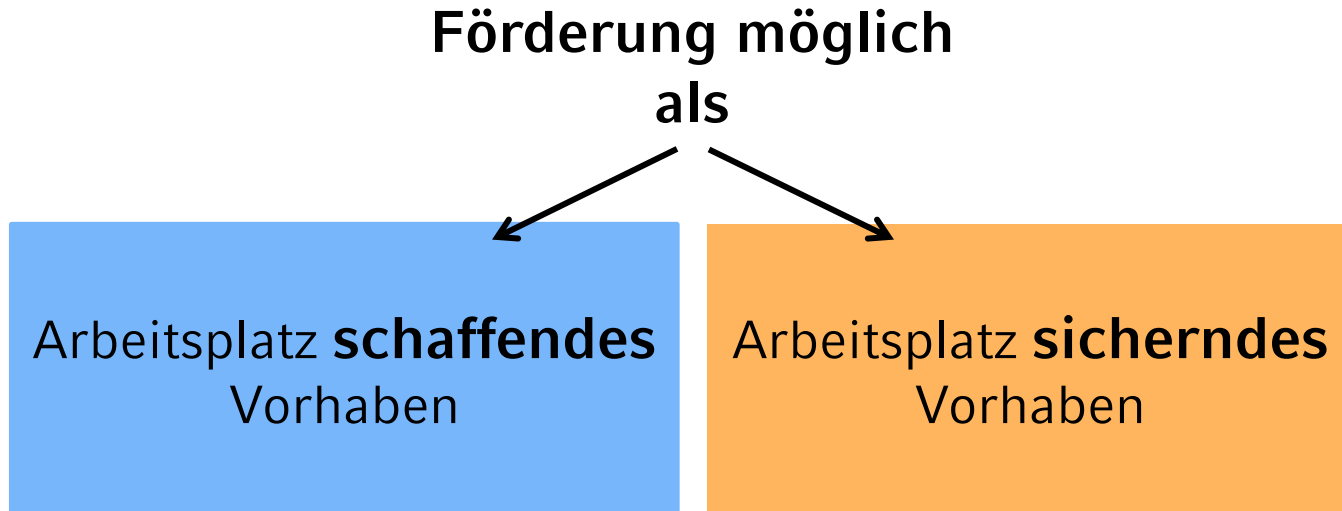 Förderung möglich
als
Arbeitsplatz schaffendes
Vorhaben
Arbeitsplatz sicherndes
Vorhaben